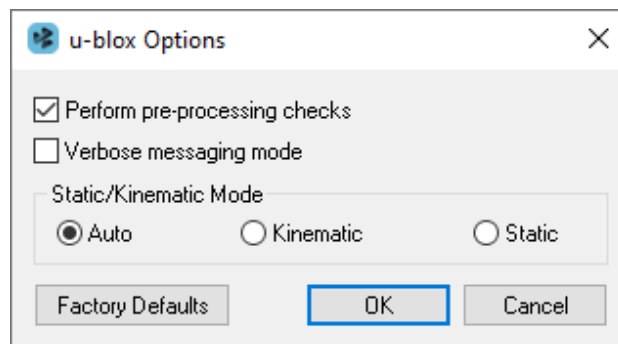 u-blox Options
Perform pre-processing checks
Verbose messaging mode
Static/Kinematic Mode
Auto Kinematic Static
Factory Defaults OK Cancel